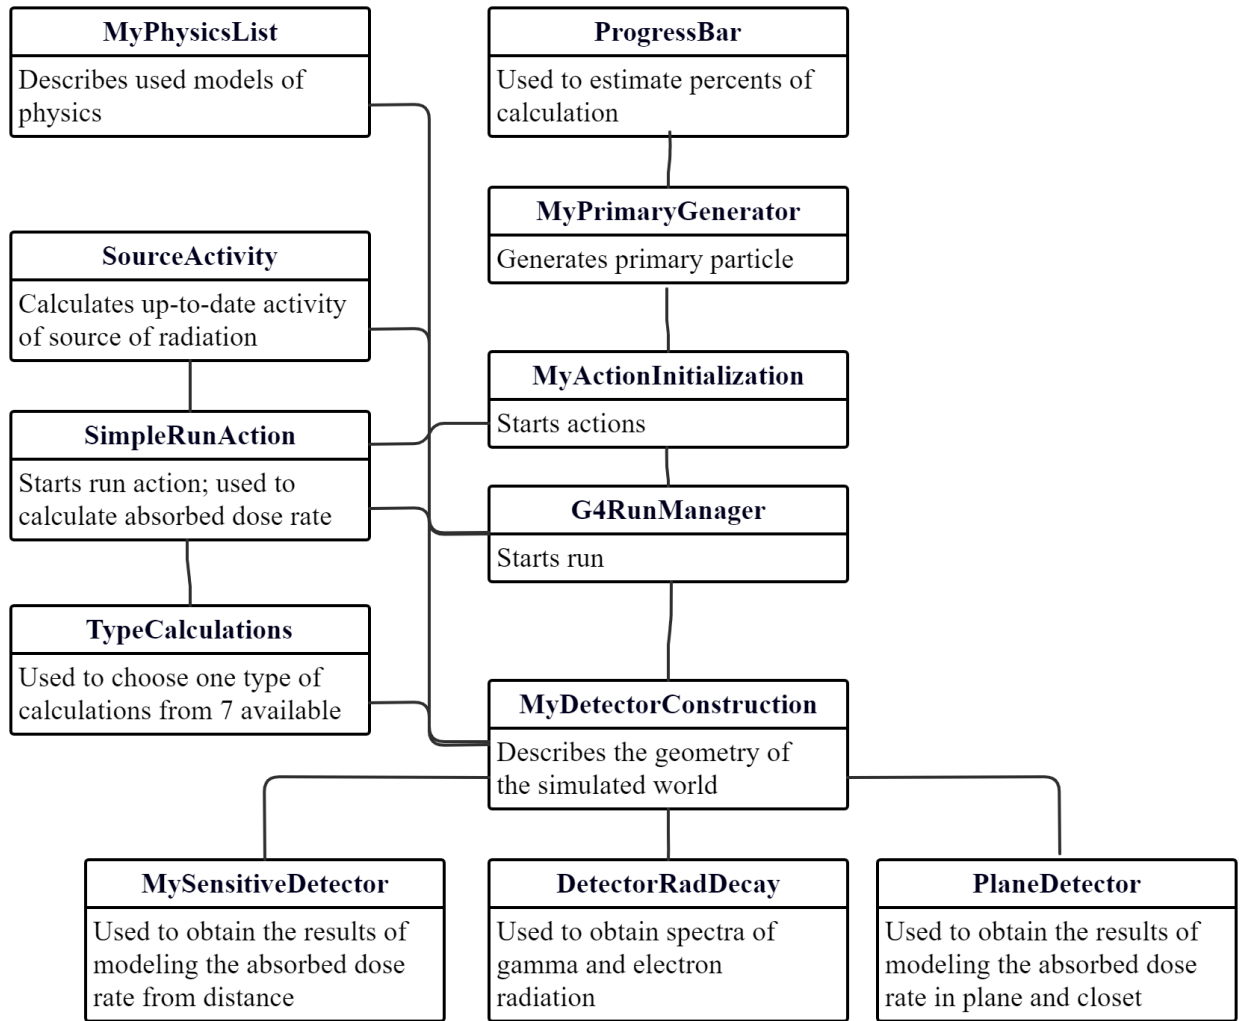 MyPhysicsList
Describes used models of
physics
ProgressBar
Used to estimate percents of
calculation
MyPrimaryGenerator
Generates primary particle
SourceActivity
Calculates up-to-date activity
of source of radiation
MyActionInitialization
Starts actions
SimpleRunAction
Starts run action; used to
calculate absorbed dose rate
G4RunManager
Starts run
TypeCalculations
Used to choose one type of
calculations from 7 available
MyDetectorConstruction
Describes the geometry of
the simulated world
MySensitiveDetector
Used to obtain the results of
modeling the absorbed dose
rate from distance
DetectorRadDecay
Used to obtain spectra of
gamma and electron
radiation
PlaneDetector
Used to obtain the results of
modeling the absorbed dose
rate in plane and closet